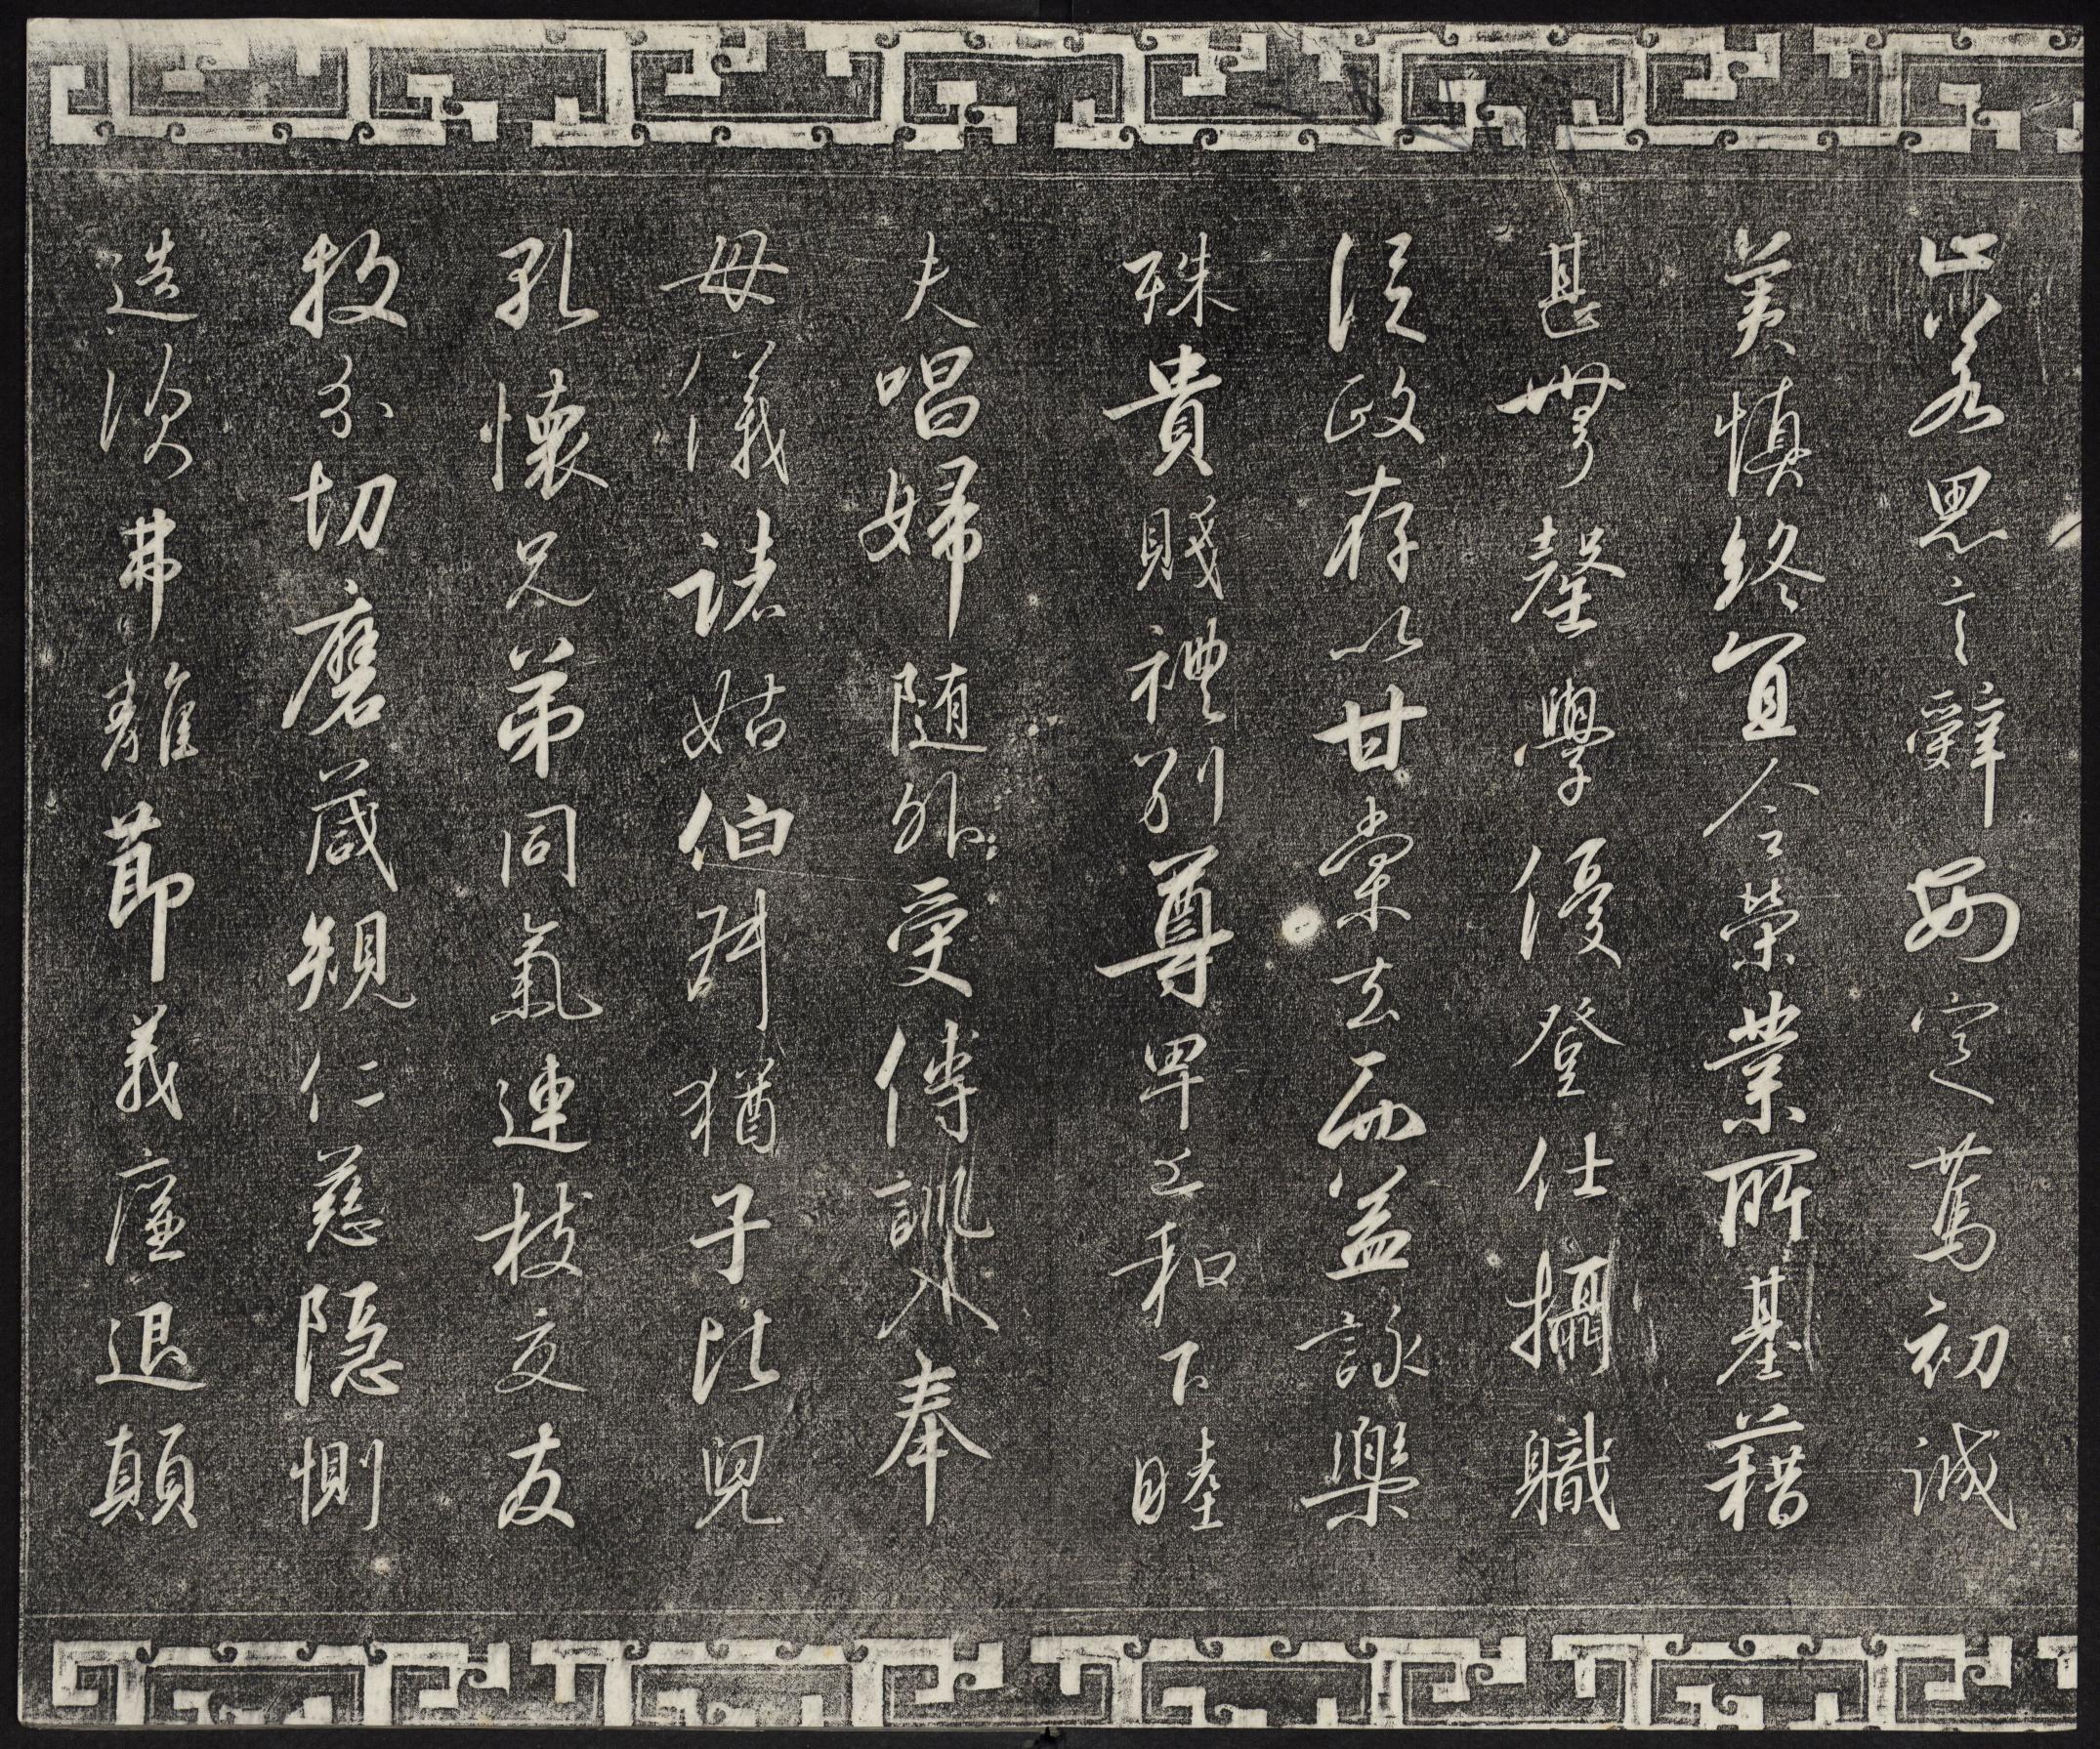 止若思言辭安定篤初誠
美慎終宜令榮業所基藉
甚無罄學優登仕攝職
從政存以甘棠去而益詠樂
殊貴賤禮別尊卑上和下睦
夫唱婦随外受傅訓入奉
母儀諸姑伯叔猶子比兒
孔懷兄弟同氣連枝交友
投分切磨箴規仁慈隱惻
造次弗離節義廉退顛